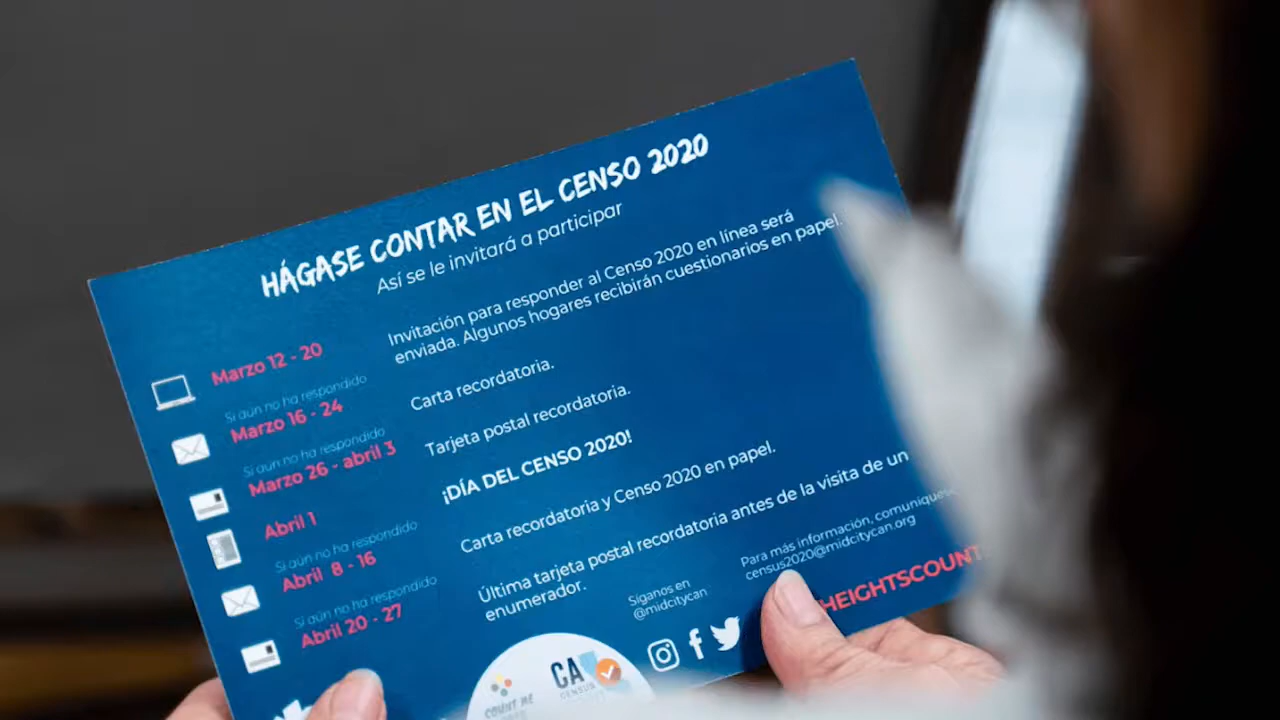 HÁGASE CONTAR EN EL CENSO 2020
Así se le invitará a participar
Marzo 12 - 20
Invitación para responder al Censo 2020 en línea será
enviada. Algunos hogares recibirán cuestionarios en papel.
Si aún no ha respondido
Marzo 16 - 24
Carta recordatoria.
Si aún no ha respondido
Marzo 26 - abril 3
Tarjeta postal recordatoria.
Abril 1
¡DÍA DEL CENSO 2020!
Si aún no ha respondido
Abril 8 - 16
Carta recordatoria y Censo 2020 en papel.
Si aún no ha respondido
Abril 20 - 27
Última tarjeta postal recordatoria antes de la visita de un
enumerador.
Síganos en
@midcitycan
Para más información, comuníquese
census2020@midcitycan.org
HEIGHTSCOUNT
COUNT ME
CA
CENSUS